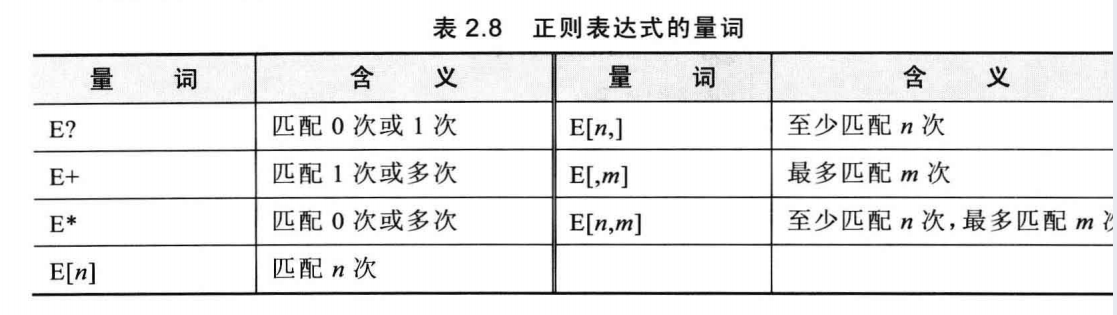 表 2.8 正则表达式的量词
量 词 含 义 量 词 含 义
E? 匹配 0 次或 1 次 E[n,] 至少匹配 n 次
E+ 匹配 1 次或多次 E[,m] 最多匹配 m 次
E* 匹配 0 次或多次 E[n,m] 至少匹配 n 次,最多匹配 m
E[n] 匹配 n 次